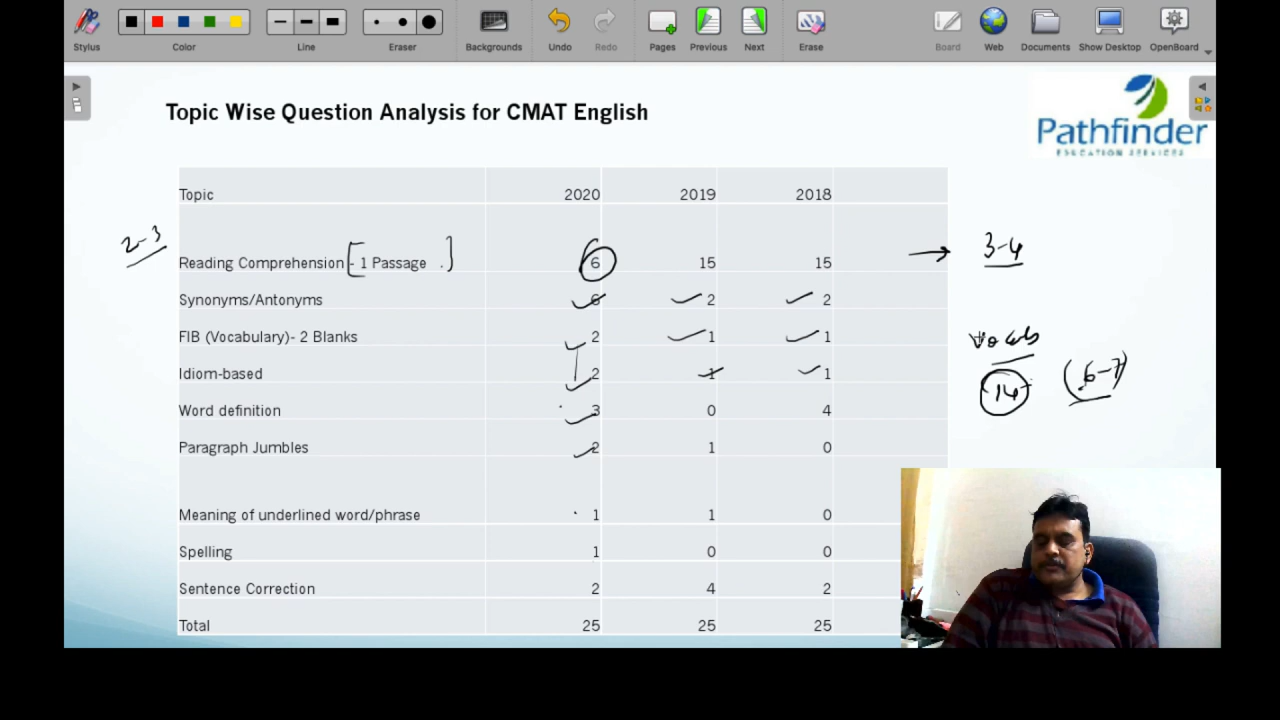 Stylus Color Line Eraser Backgrounds Undo Redo Pages Previous Next Erase Board Web Documents Show Desktop OpenBoard
Topic Wise Question Analysis for CMAT English
Pathfinder
EDUCATION SERVICES
Topic 2020 2019 2018
2-3
Reading Comprehension - 1 Passage 6 15 15 → 3-4
Synonyms/Antonyms 6 2 2
FIB (Vocabulary)- 2 Blanks 2 1 1
Vocab
Idiom-based 2 1 1
14 (6-7)
Word definition 3 0 4
Paragraph Jumbles 2 1 0
Meaning of underlined word/phrase 1 1 0
Spelling 1 0 0
Sentence Correction 2 4 2
Total 25 25 25